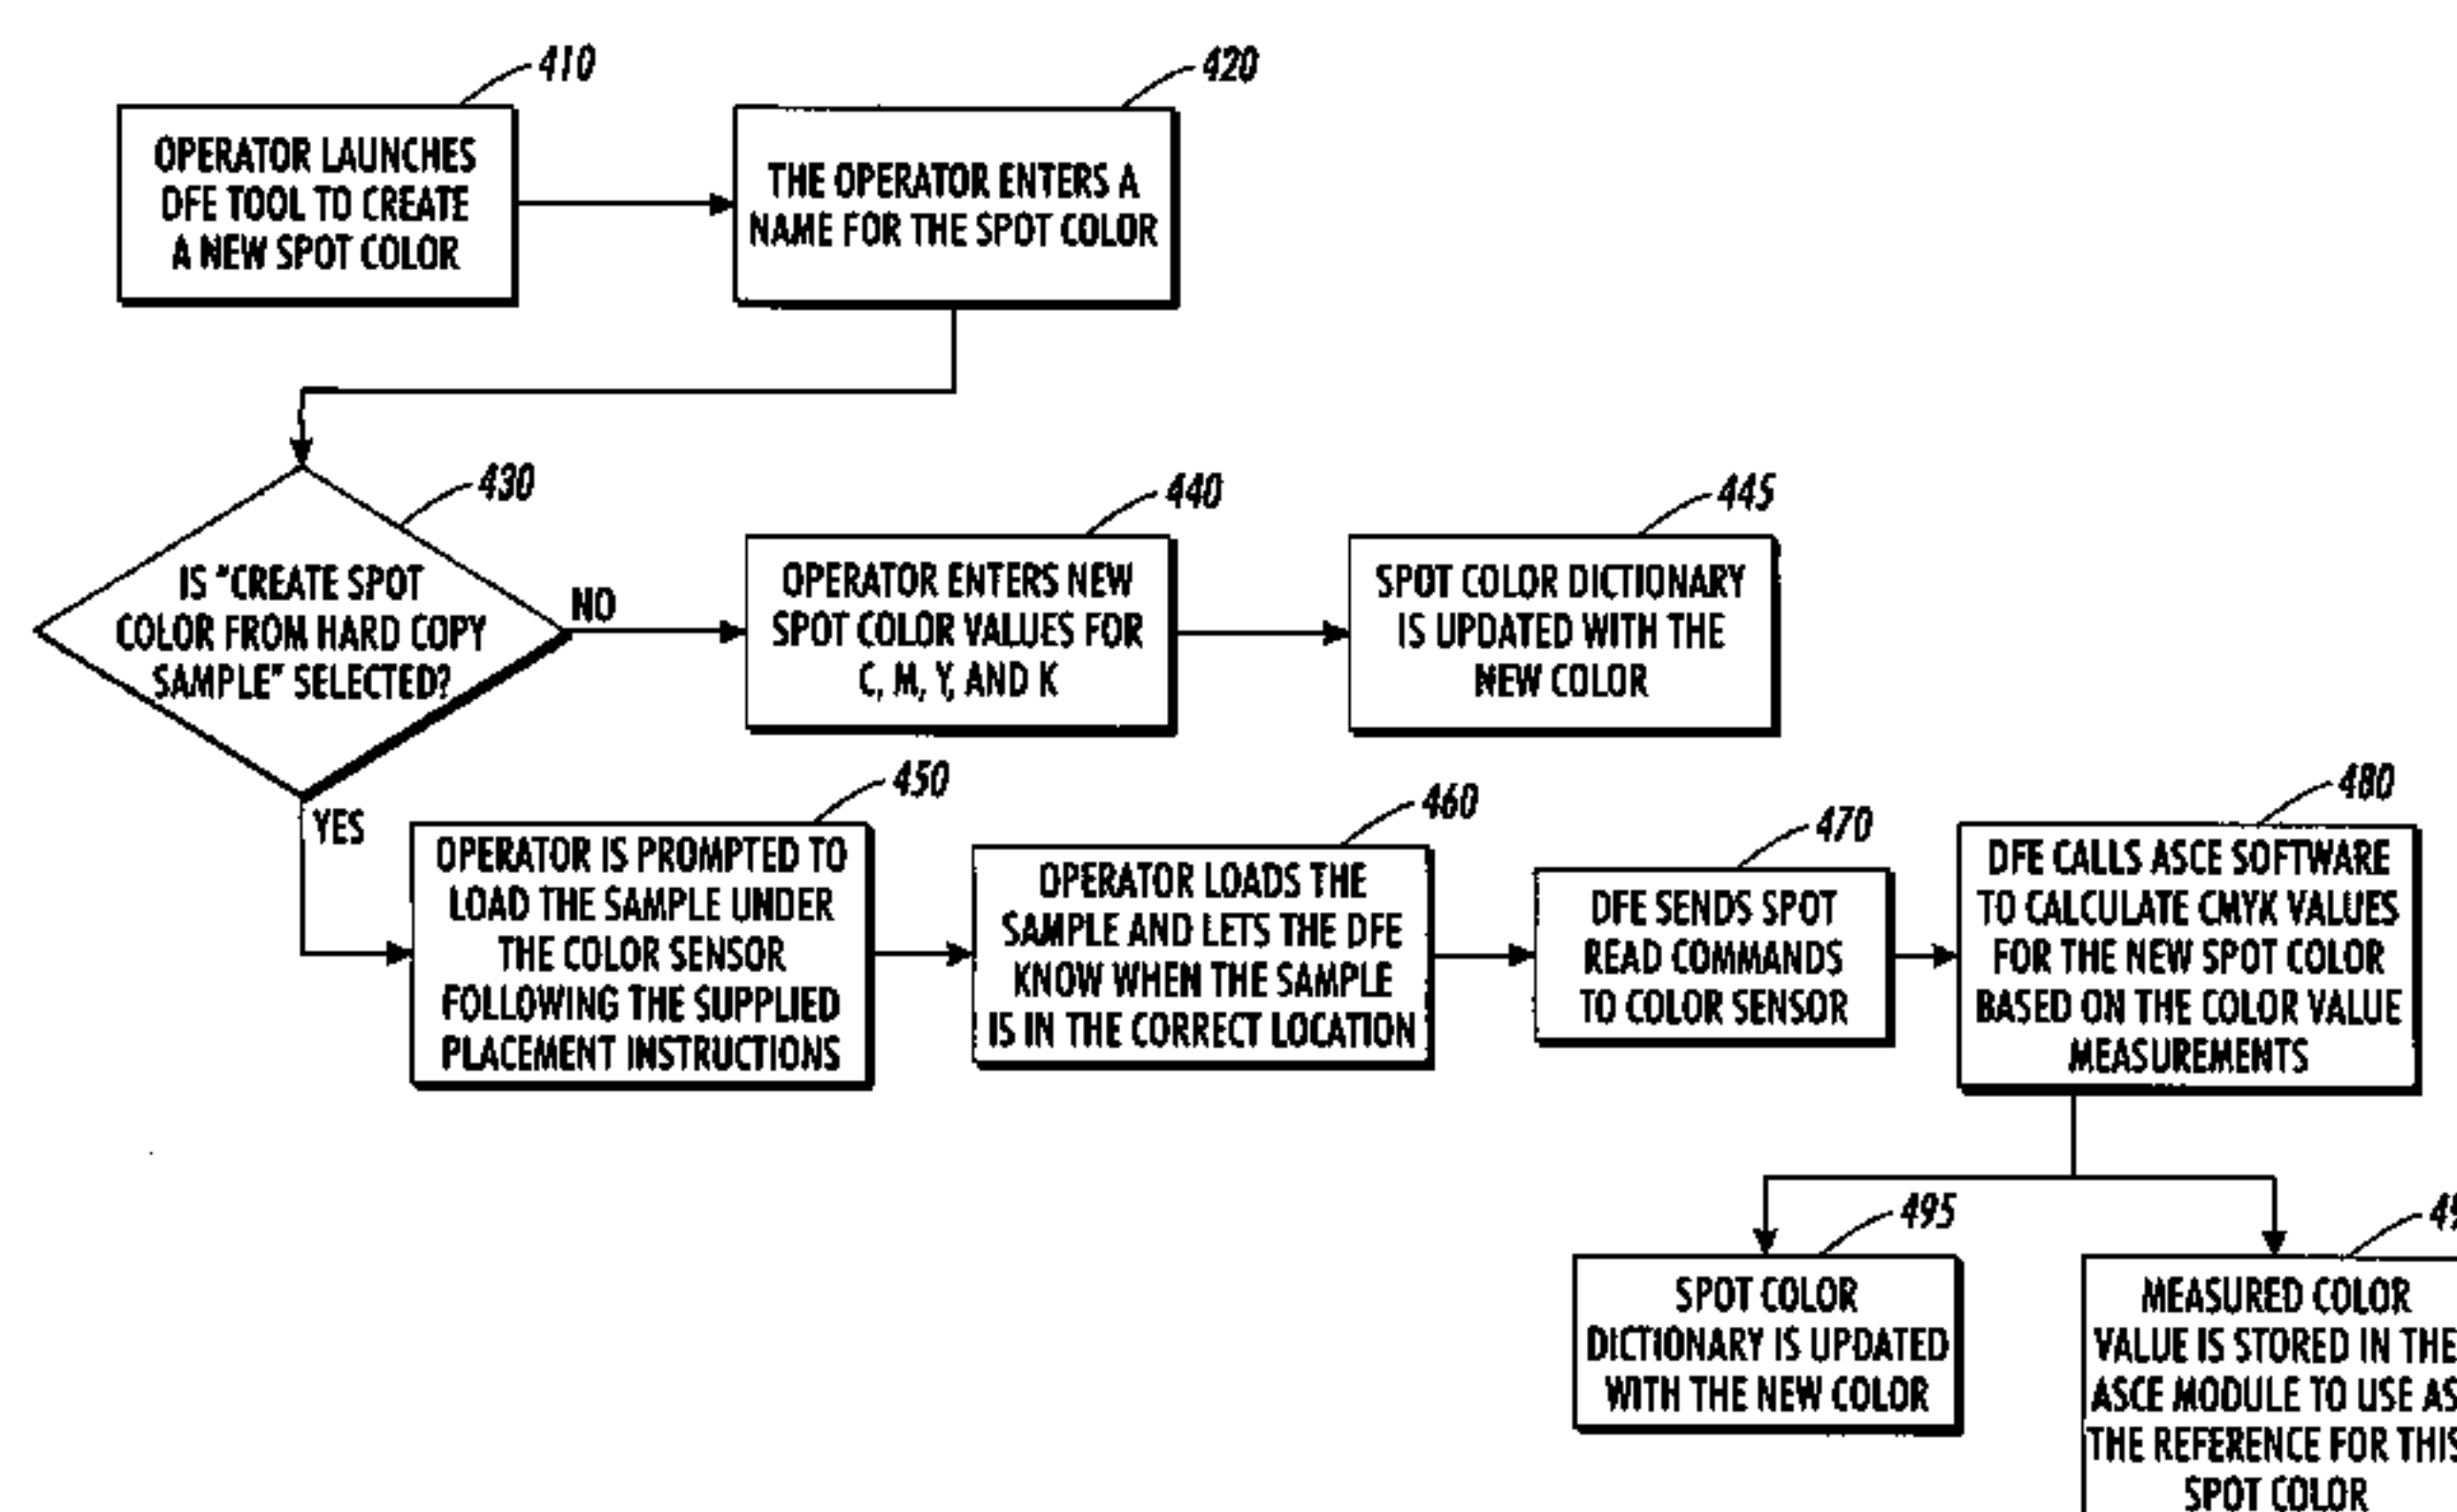 410
OPERATOR LAUNCHES
DFE TOOL TO CREATE
A NEW SPOT COLOR
420
THE OPERATOR ENTERS A
NAME FOR THE SPOT COLOR
430
IS "CREATE SPOT
COLOR FROM HARD COPY
SAMPLE" SELECTED?
NO
440
OPERATOR ENTERS NEW
SPOT COLOR VALUES FOR
C, M, Y, AND K
445
SPOT COLOR DICTIONARY
IS UPDATED WITH THE
NEW COLOR
YES
450
OPERATOR IS PROMPTED TO
LOAD THE SAMPLE UNDER
THE COLOR SENSOR
FOLLOWING THE SUPPLIED
PLACEMENT INSTRUCTIONS
460
OPERATOR LOADS THE
SAMPLE AND LETS THE DFE
KNOW WHEN THE SAMPLE
IS IN THE CORRECT LOCATION
470
DFE SENDS SPOT
READ COMMANDS
TO COLOR SENSOR
480
DFE CALLS ASCE SOFTWARE
TO CALCULATE CMYK VALUES
FOR THE NEW SPOT COLOR
BASED ON THE COLOR VALUE
MEASUREMENTS
495
SPOT COLOR
DICTIONARY IS UPDATED
WITH THE NEW COLOR
MEASURED COLOR
VALUE IS STORED IN THE
ASCE MODULE TO USE AS
THE REFERENCE FOR THIS
SPOT COLOR